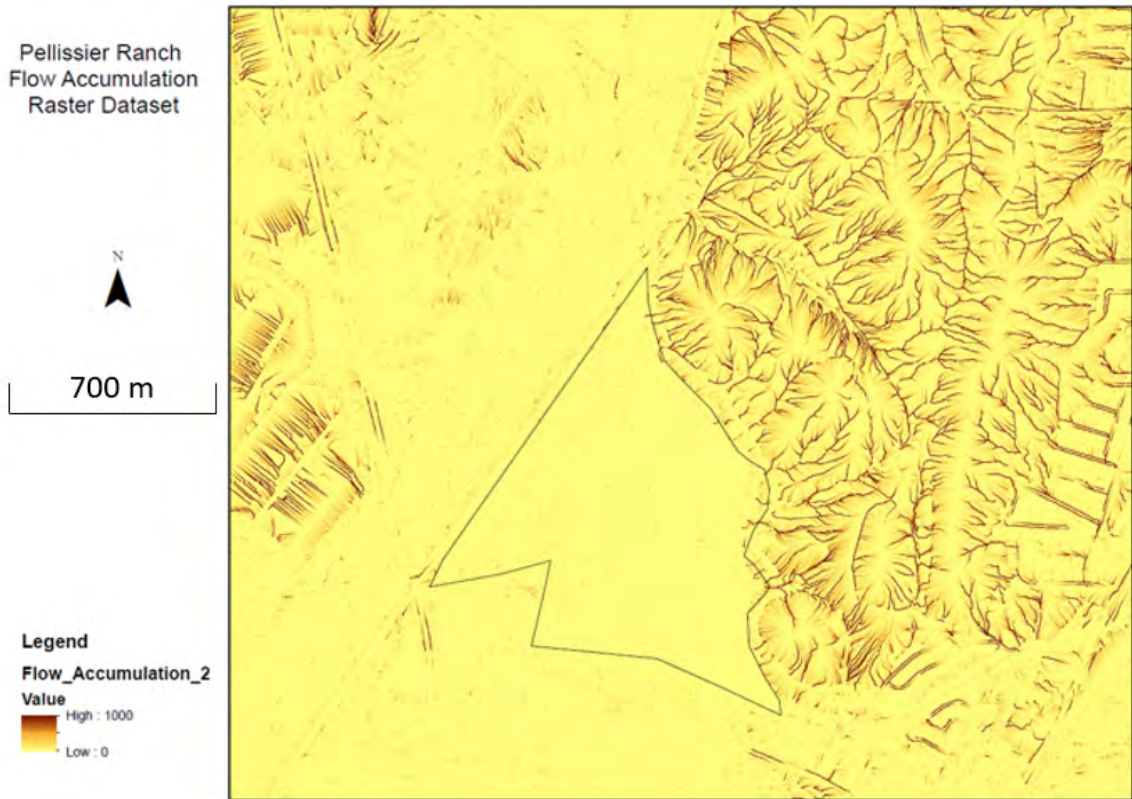 Pellissier Ranch
Flow Accumulation
Raster Dataset
N
700 m
Legend
Flow_Accumulation_2
Value
High : 1000
Low : 0